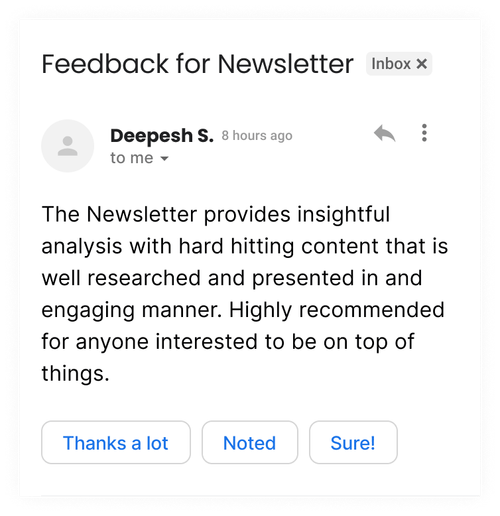 Feedback for Newsletter Inbox ✕
Deepesh S. 8 hours ago
to me
The Newsletter provides insightful
analysis with hard hitting content that is
well researched and presented in and
engaging manner. Highly recommended
for anyone interested to be on top of
things.
Thanks a lot Noted Sure!